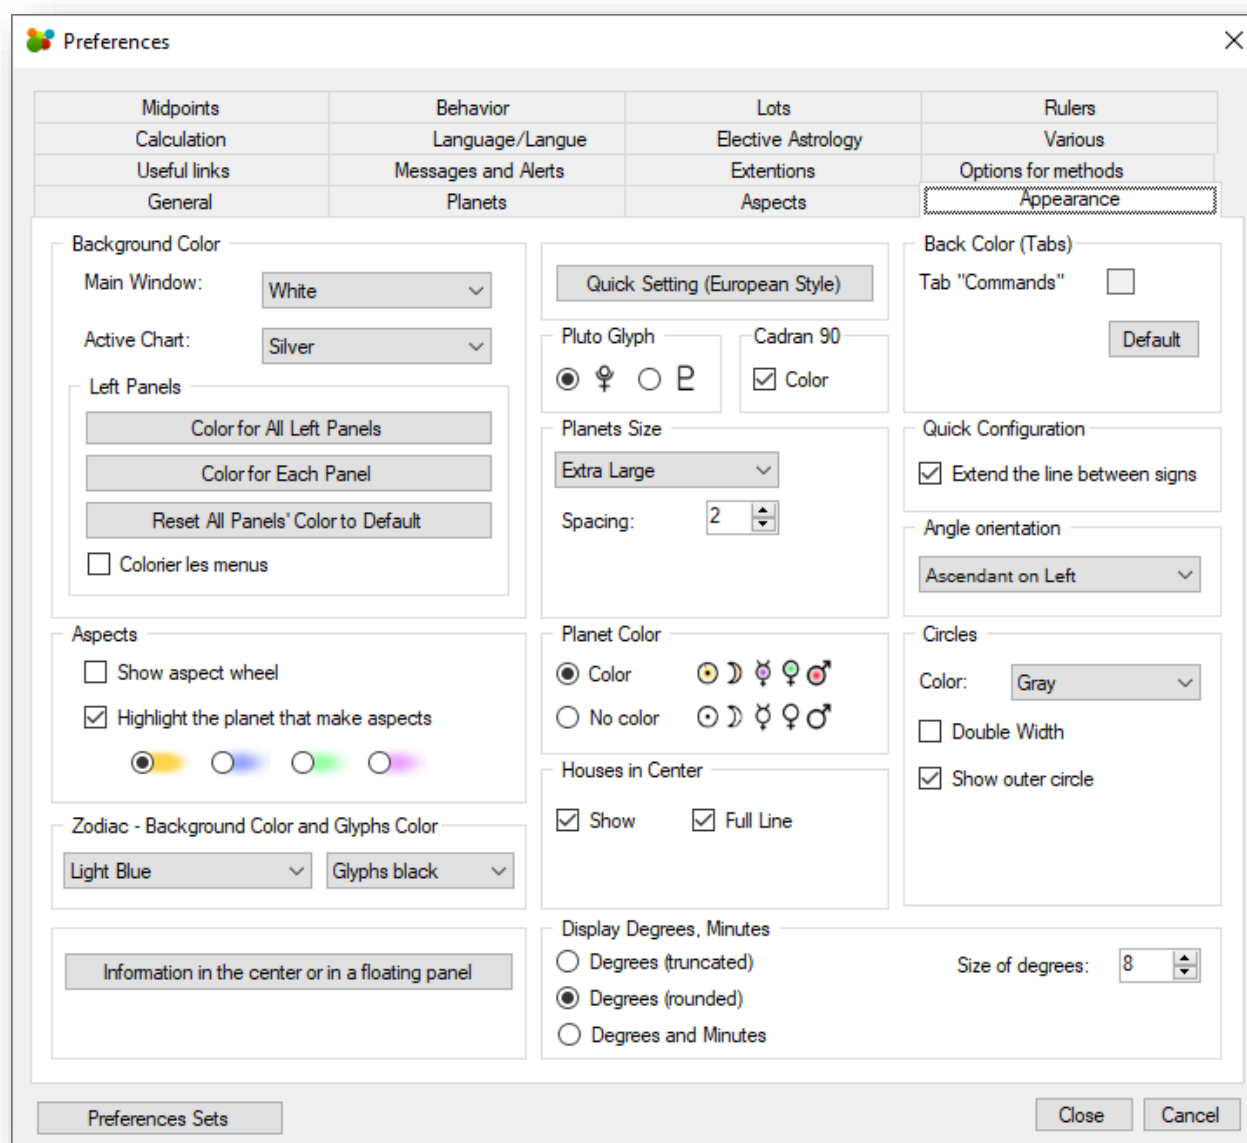 Preferences
Midpoints Behavior Lots Rulers
Calculation Language/Langue Elective Astrology Various
Useful links Messages and Alerts Extentions Options for methods
General Planets Aspects Appearance
Background Color
Main Window: White
Active Chart: Silver
Left Panels
Color for All Left Panels
Color for Each Panel
Reset All Panels' Color to Default
Colorier les menus
Quick Setting (European Style)
Pluto Glyph
Cadran 90
Color
Planets Size
Extra Large
Spacing: 2
Back Color (Tabs)
Tab "Commands"
Default
Quick Configuration
Extend the line between signs
Angle orientation
Ascendant on Left
Aspects
Show aspect wheel
Highlight the planet that make aspects
Planet Color
Color ☉☽☿♀♂
No color ☉☽☿♀♂
Circles
Color: Gray
Double Width
Show outer circle
Houses in Center
Show Full Line
Zodiac - Background Color and Glyphs Color
Light Blue Glyphs black
Information in the center or in a floating panel
Display Degrees, Minutes
Degrees (truncated)
Degrees (rounded)
Degrees and Minutes
Size of degrees: 8
Preferences Sets
Close Cancel